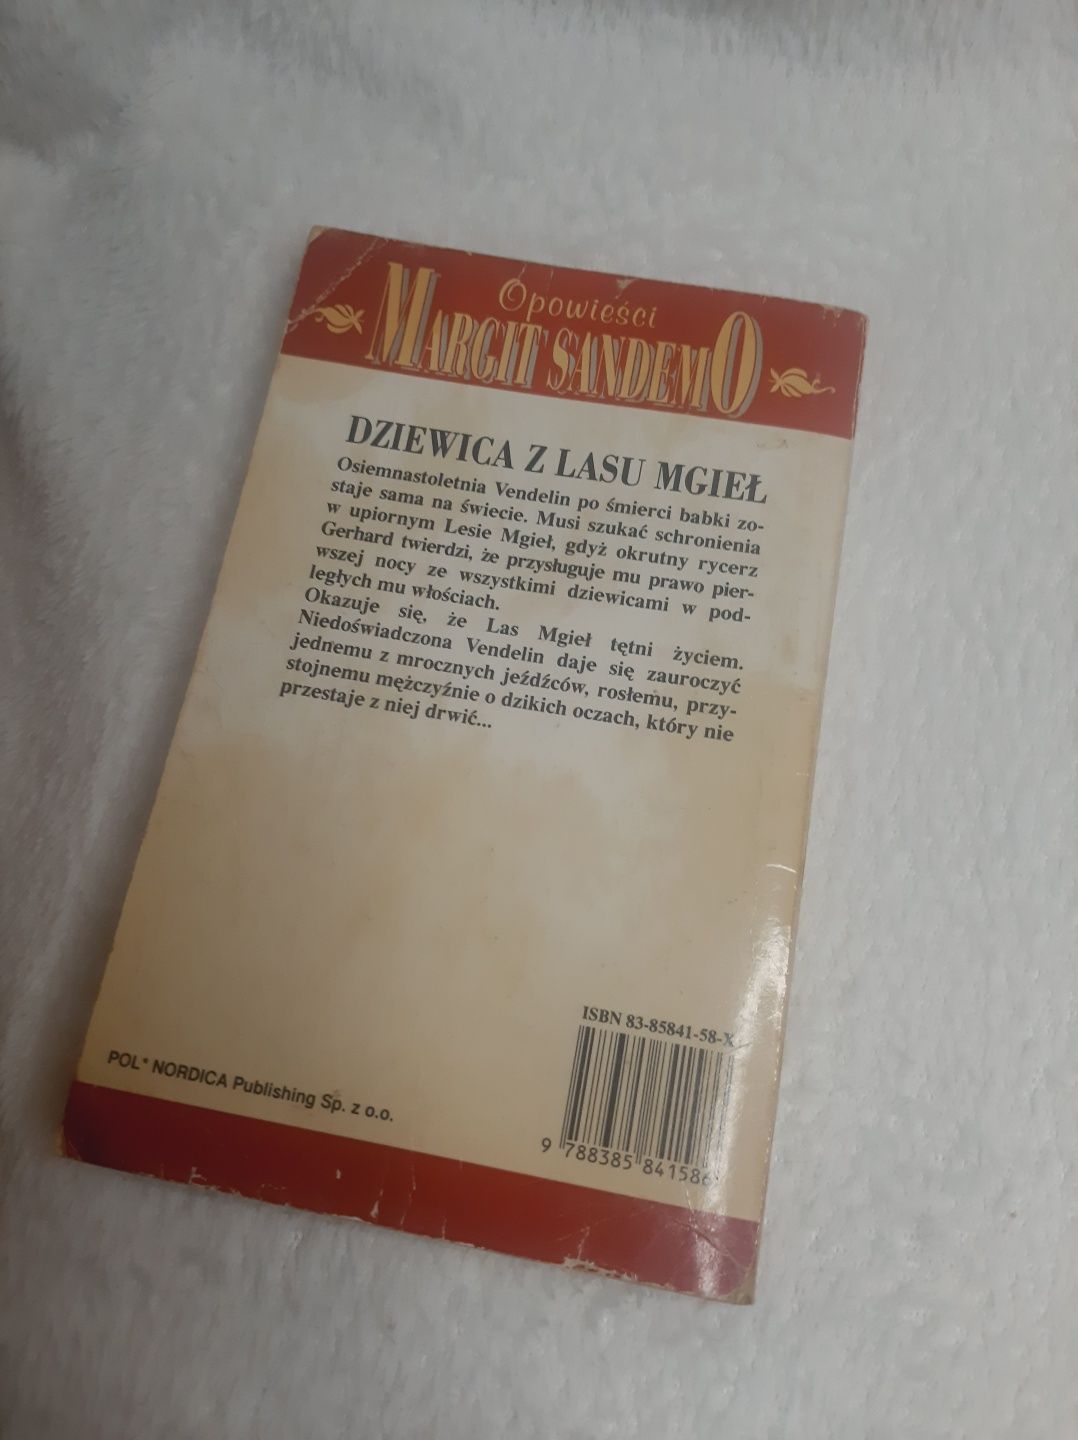 Opowieści
MARGIT SANDEMO
DZIEWICA Z LASU MGIEŁ
Osiemnastoletnia Vendelin po śmierci babki zo-
staje sama na świecie. Musi szukać schronienia
w upiornym Lesie Mgieł, gdyż okrutny rycerz
Gerhard twierdzi, że przysługuje mu prawo pier-
wszej nocy ze wszystkimi dziewicami w pod-
ległych mu włościach.
Okazuje się, że Las Mgieł tętni życiem.
Niedoświadczona Vendelin daje się zauroczyć
jednemu z mrocznych jeźdźców, rosłemu, przy-
stojnemu mężczyźnie o dzikich oczach, który nie
przestaje z niej drwić...
ISBN 83-85841-58-X
POL* NORDICA Publishing Sp. z o.o.
9 788385 841586